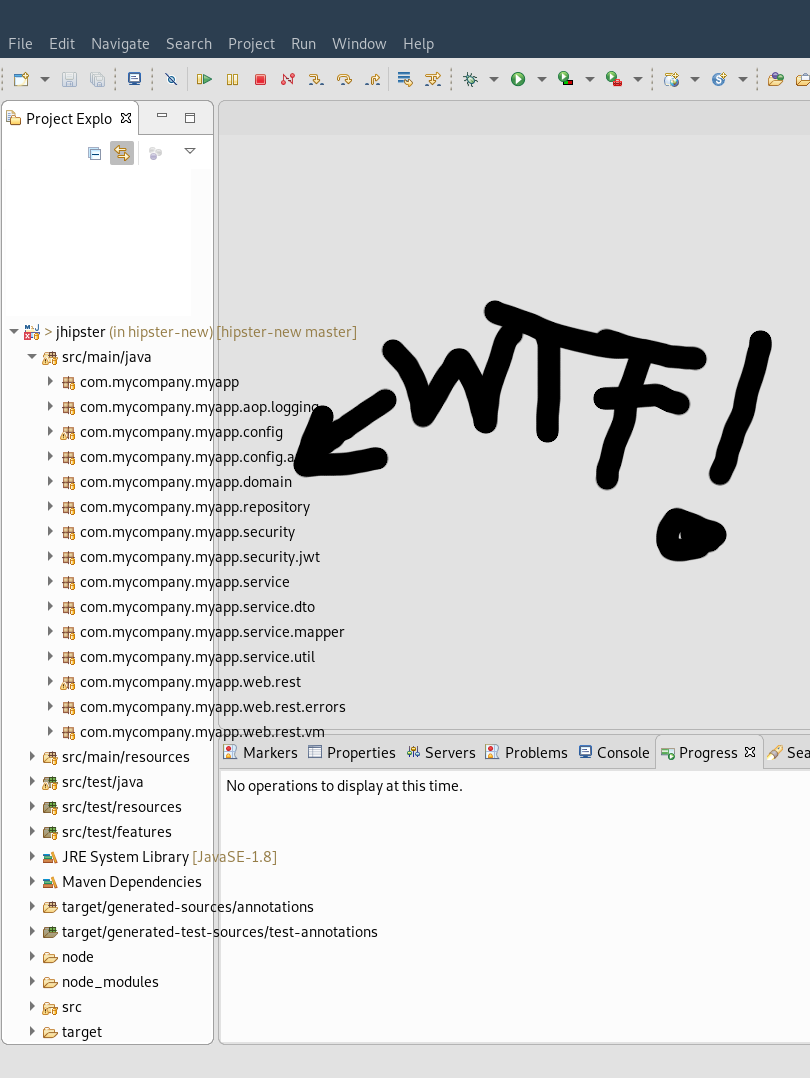 File Edit Navigate Search Project Run Window Help
Project Explo
> jhipster (in hipster-new) [hipster-new master]
src/main/java
com.mycompany.myapp
com.mycompany.myapp.aop.logging
com.mycompany.myapp.config
com.mycompany.myapp.config.a
com.mycompany.myapp.domain
com.mycompany.myapp.repository
com.mycompany.myapp.security
com.mycompany.myapp.security.jwt
com.mycompany.myapp.service
com.mycompany.myapp.service.dto
com.mycompany.myapp.service.mapper
com.mycompany.myapp.service.util
com.mycompany.myapp.web.rest
com.mycompany.myapp.web.rest.errors
com.mycompany.myapp.web.rest.vm
src/main/resources
src/test/java
src/test/resources
src/test/features
JRE System Library [JavaSE-1.8]
Maven Dependencies
target/generated-sources/annotations
target/generated-test-sources/test-annotations
node
node_modules
src
target
WTF!
Markers Properties Servers Problems Console Progress Sea
No operations to display at this time.